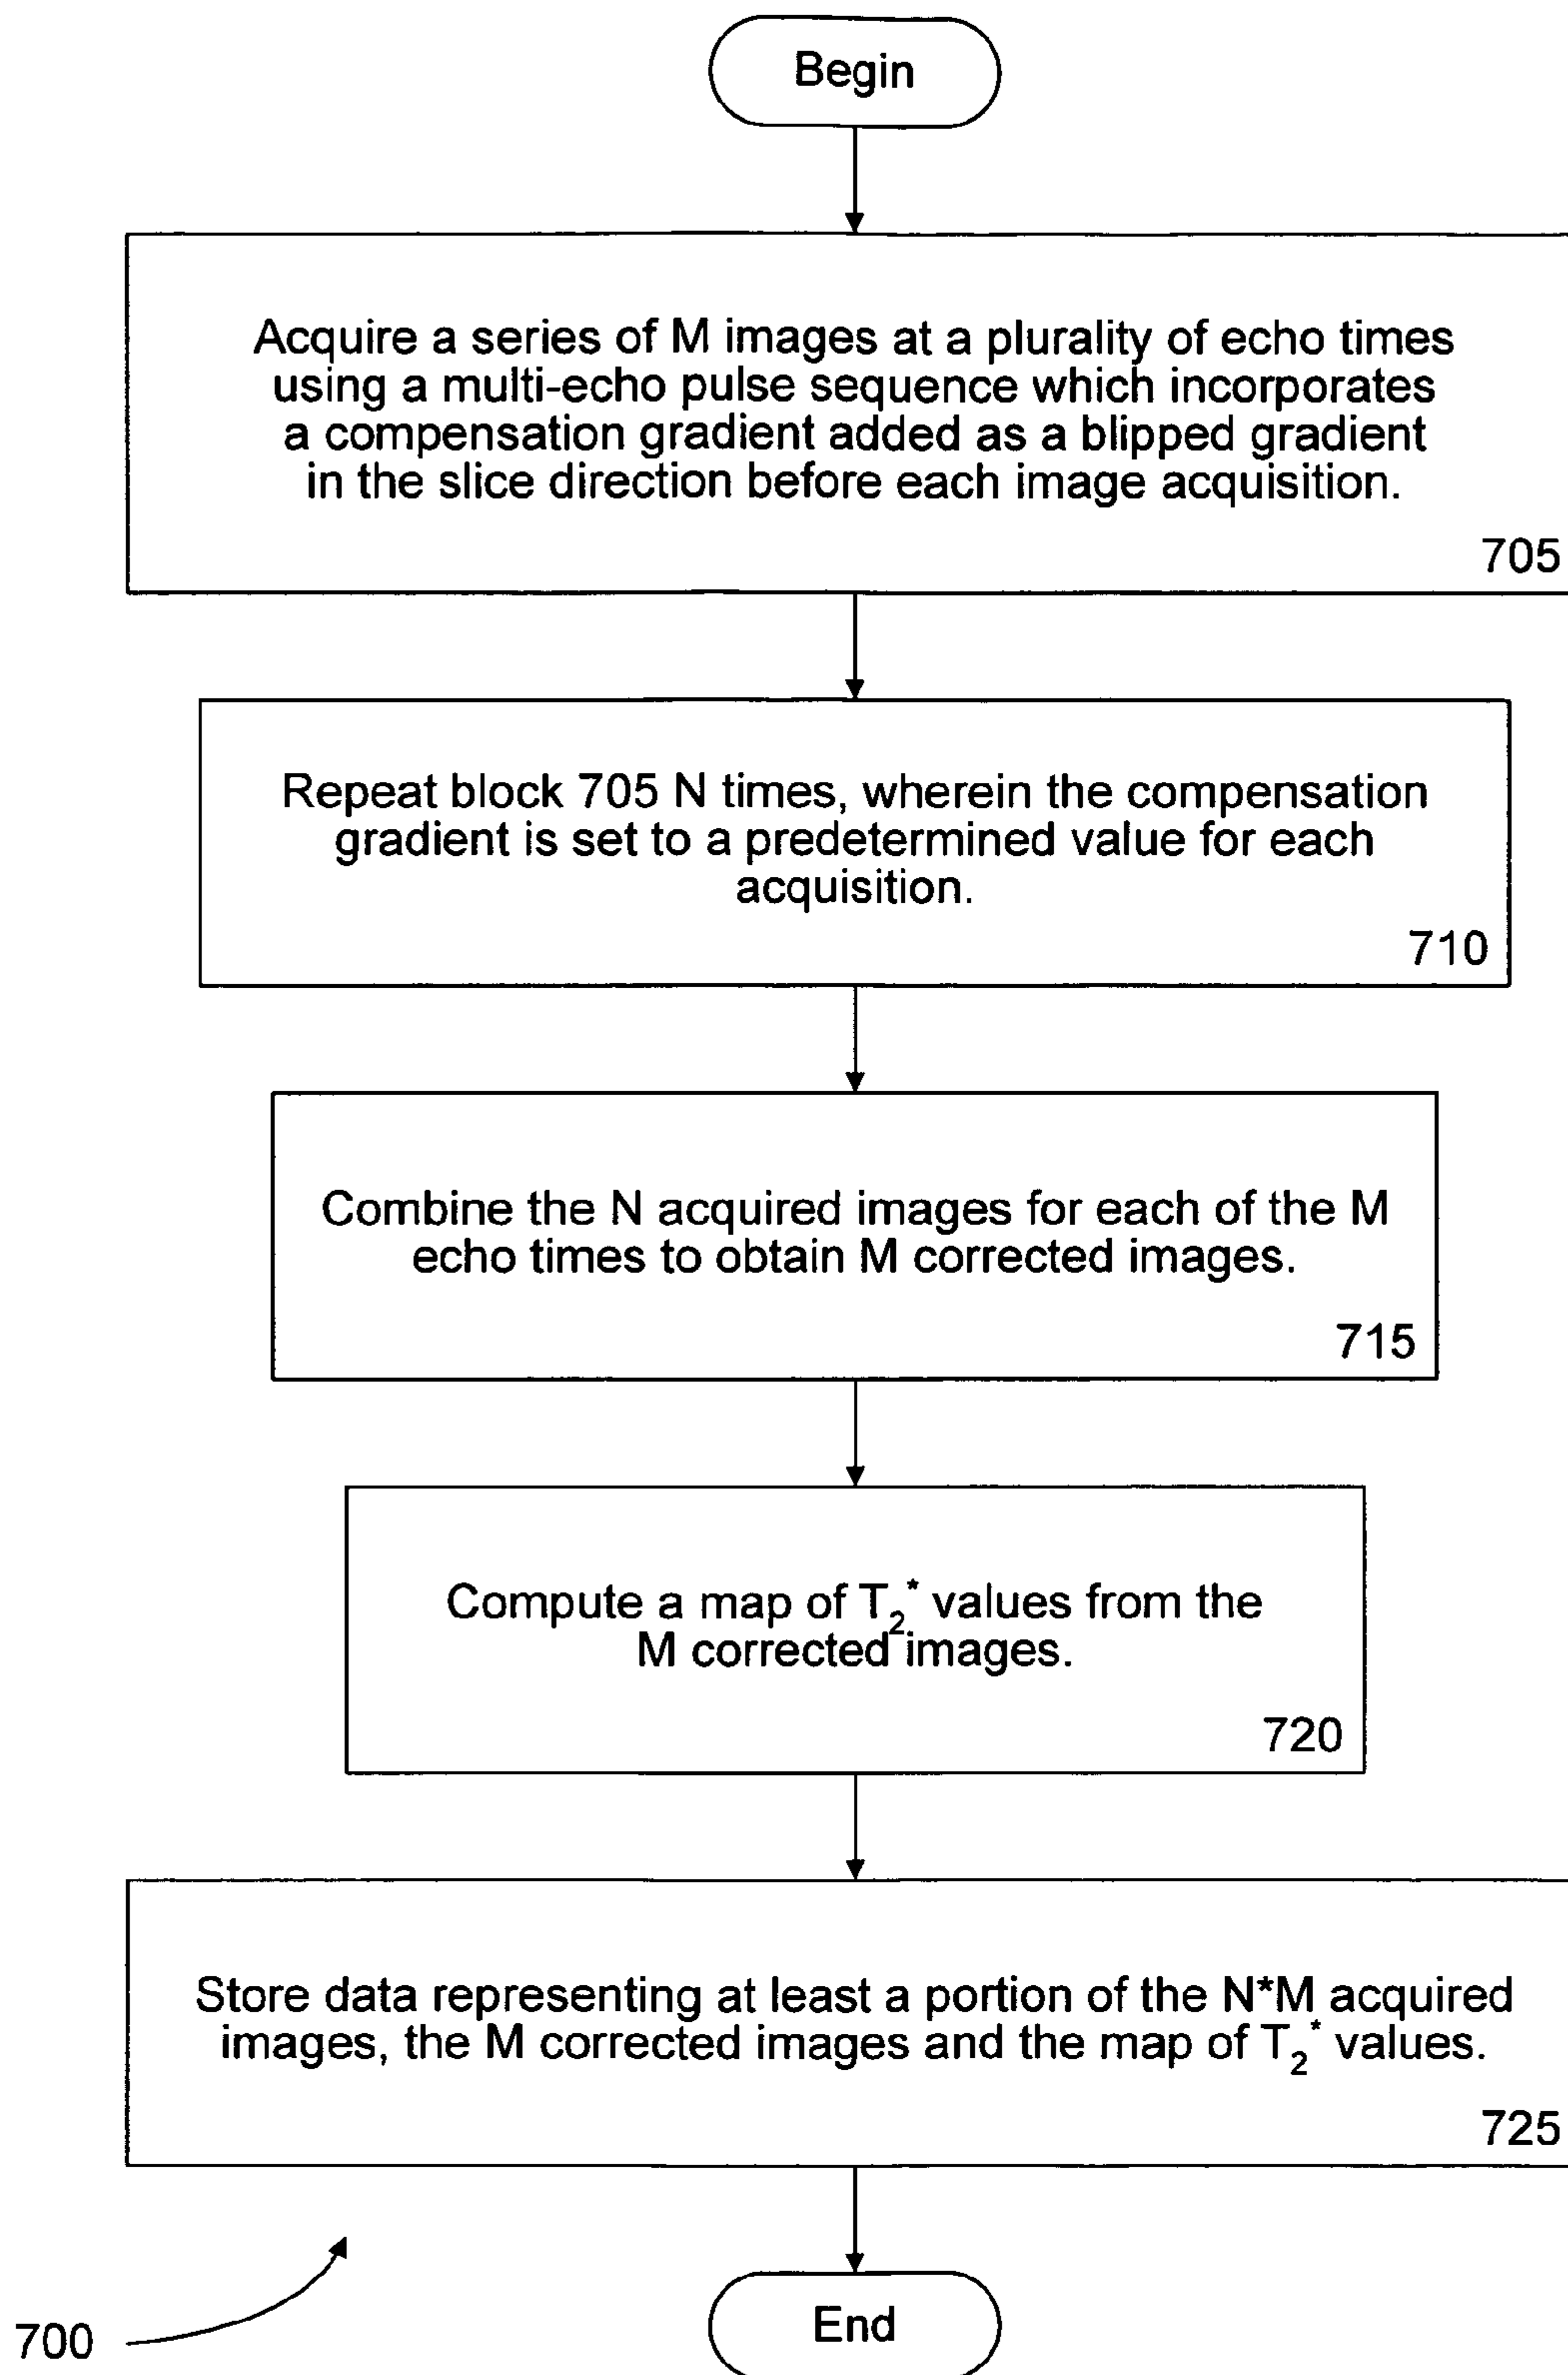 Begin
Acquire a series of M images at a plurality of echo times
using a multi-echo pulse sequence which incorporates
a compensation gradient added as a blipped gradient
in the slice direction before each image acquisition.
705
Repeat block 705 N times, wherein the compensation
gradient is set to a predetermined value for each
acquisition.
710
Combine the N acquired images for each of the M
echo times to obtain M corrected images.
715
Compute a map of T₂* values from the
M corrected images.
720
Store data representing at least a portion of the N*M acquired
images, the M corrected images and the map of T₂* values.
725
End
700